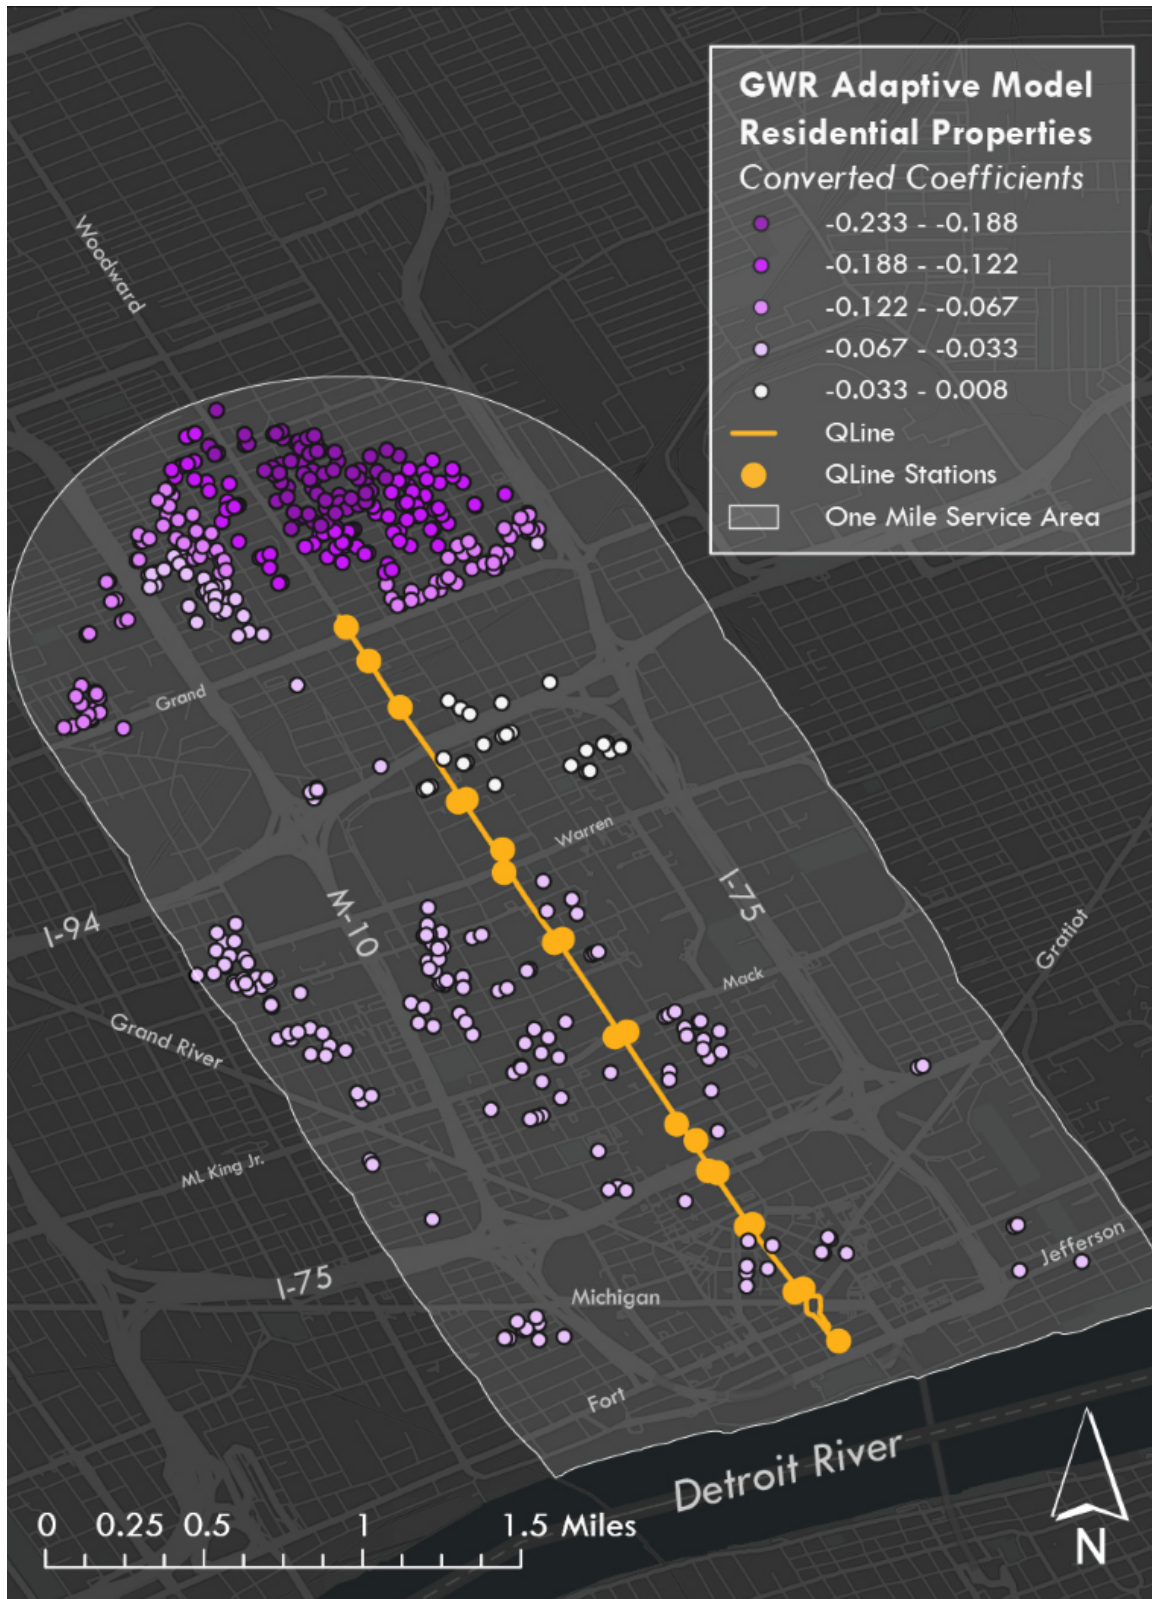 GWR Adaptive Model
Residential Properties
Converted Coefficients
-0.233 - -0.188
-0.188 - -0.122
-0.122 - -0.067
-0.067 - -0.033
-0.033 - 0.008
QLine
QLine Stations
One Mile Service Area
Woodward
Grand
Warren
I-94
M-10
I-75
Gratiot
Mack
Grand River
ML King Jr.
Jefferson
I-75
Michigan
Fort
Detroit River
0 0.25 0.5 1 1.5 Miles
N